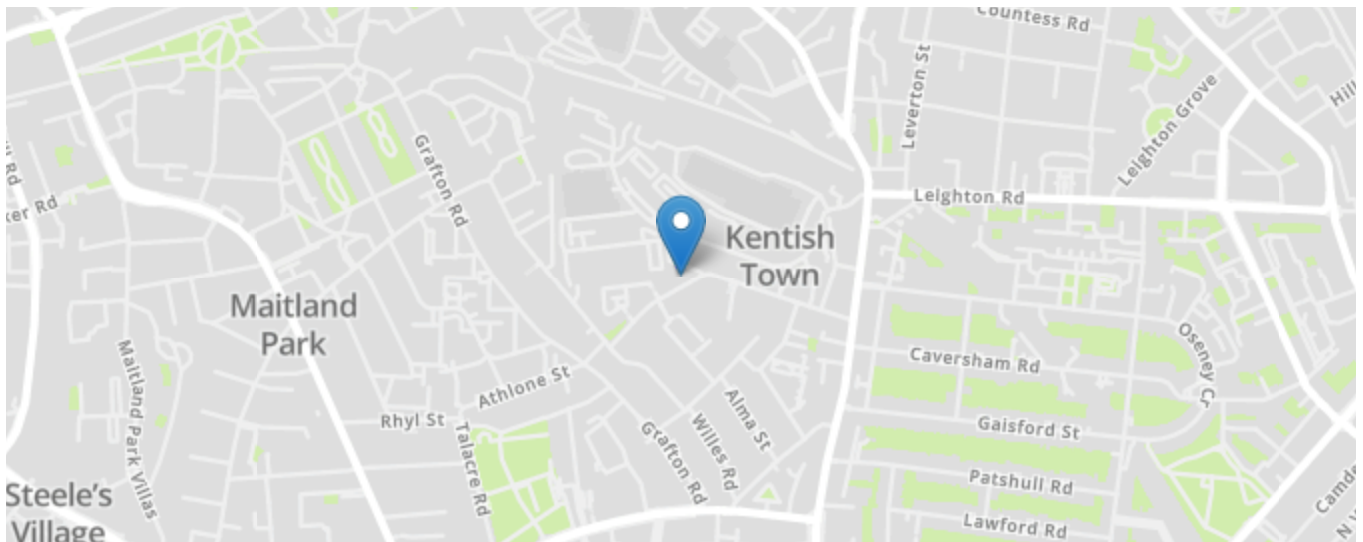 Countess Rd
Leverton St
Leighton Grove
Grafton Rd
Leighton Rd
Kentish
Town
Maitland
Park
Oseney Cr
Caversham Rd
Maitland Park Villas
Athlone St
Alma St
Rhyl St
Talacre Rd
Grafton Rd
Willes Rd
Gaisford St
Patshull Rd
Steele's
Village
Lawford Rd